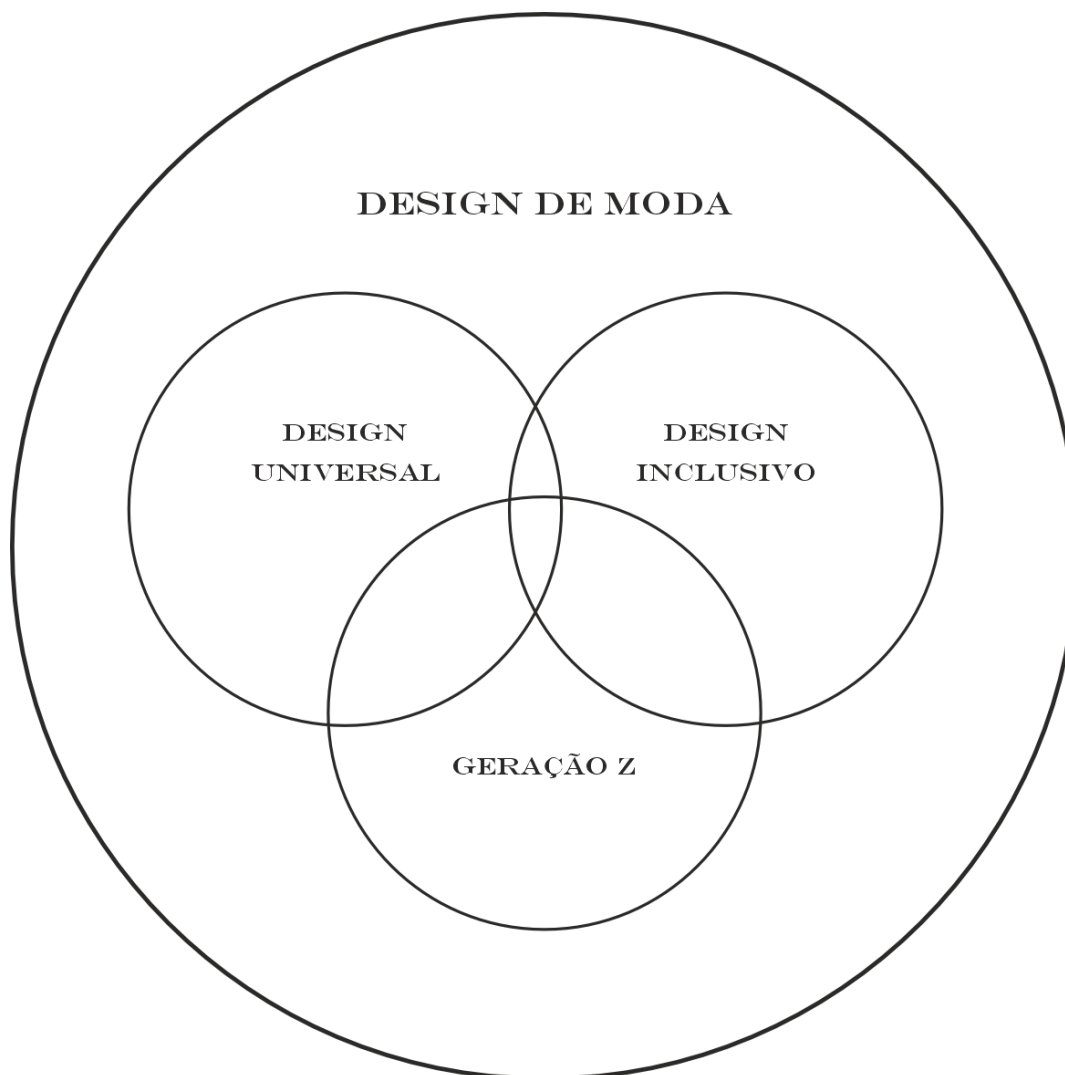 DESIGN DE MODA
DESIGN
UNIVERSAL
DESIGN
INCLUSIVO
GERAÇÃO Z